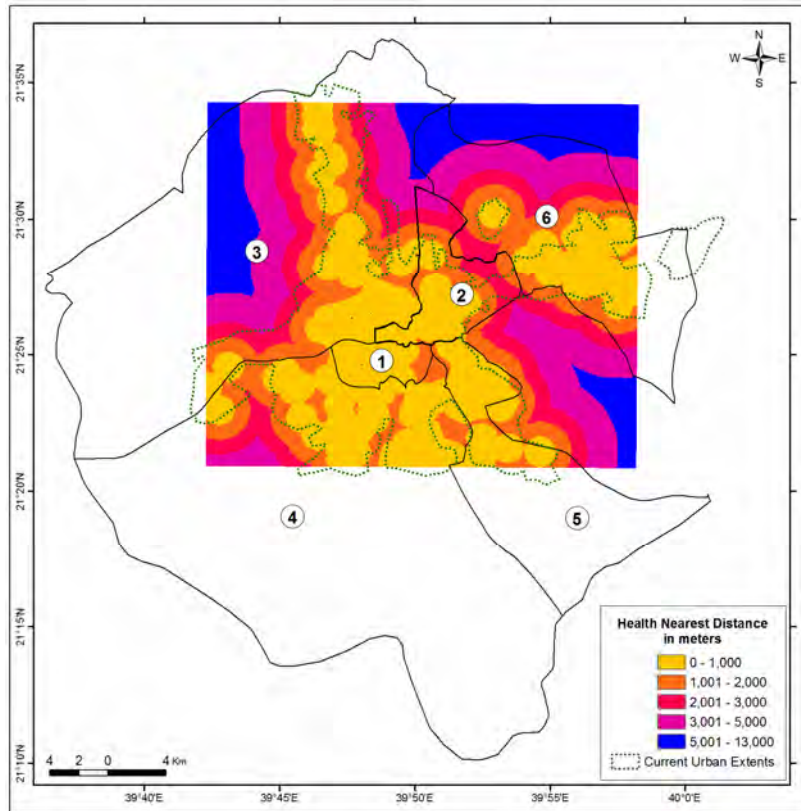 N
W E
S
21°35'N
21°30'N
21°25'N
21°20'N
21°15'N
21°10'N
3
6
2
1
4
5
Health Nearest Distance
in meters
0 - 1,000
1,001 - 2,000
2,001 - 3,000
3,001 - 5,000
5,001 - 13,000
Current Urban Extents
4 2 0 4 Km
39°40'E 39°45'E 39°50'E 39°55'E 40°0'E